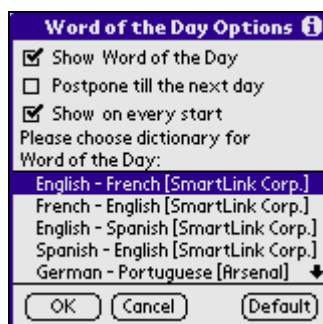 Word of the Day Options
Show Word of the Day
Postpone till the next day
Show on every start
Please choose dictionary for
Word of the Day:
English - French [SmartLink Corp.]
French - English [SmartLink Corp.]
English - Spanish [SmartLink Corp.]
Spanish - English [SmartLink Corp.]
German - Portuguese [Arsenal]
OK Cancel Default